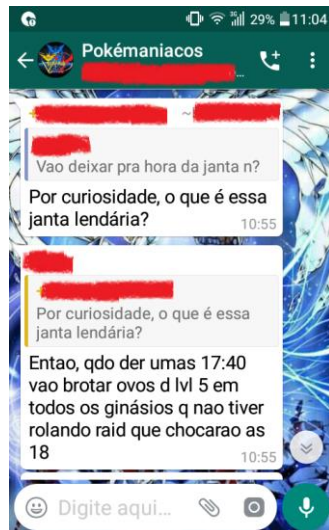 29% 11:04
Pokémaniacos
...
~
Vao deixar pra hora da janta n?
Por curiosidade, o que é essa
janta lendária?
10:55
Por curiosidade, o que é essa
janta lendária?
Entao, qdo der umas 17:40
vao brotar ovos d lvl 5 em
todos os ginásios q nao tiver
rolando raid que chocarao as
18
10:55
Digite aqui...